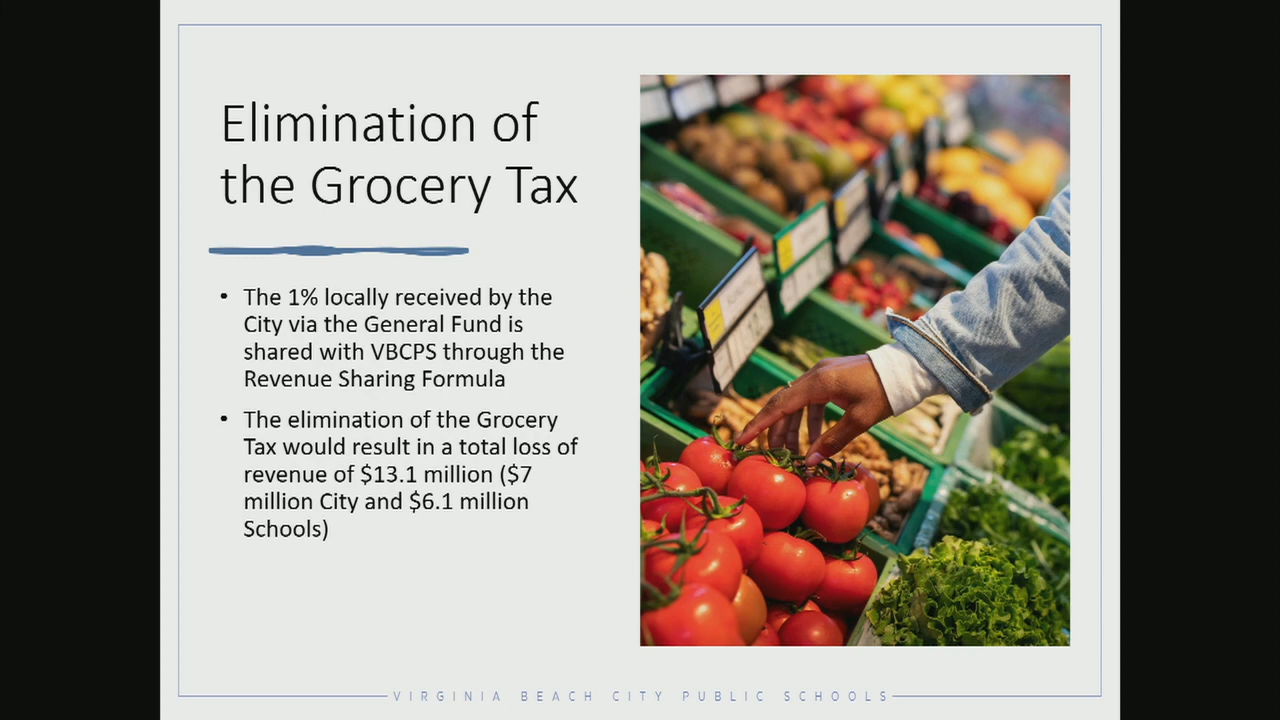 Elimination of
the Grocery Tax
• The 1% locally received by the
City via the General Fund is
shared with VBCPS through the
Revenue Sharing Formula
• The elimination of the Grocery
Tax would result in a total loss of
revenue of $13.1 million ($7
million City and $6.1 million
Schools)
VIRGINIA BEACH CITY PUBLIC SCHOOLS